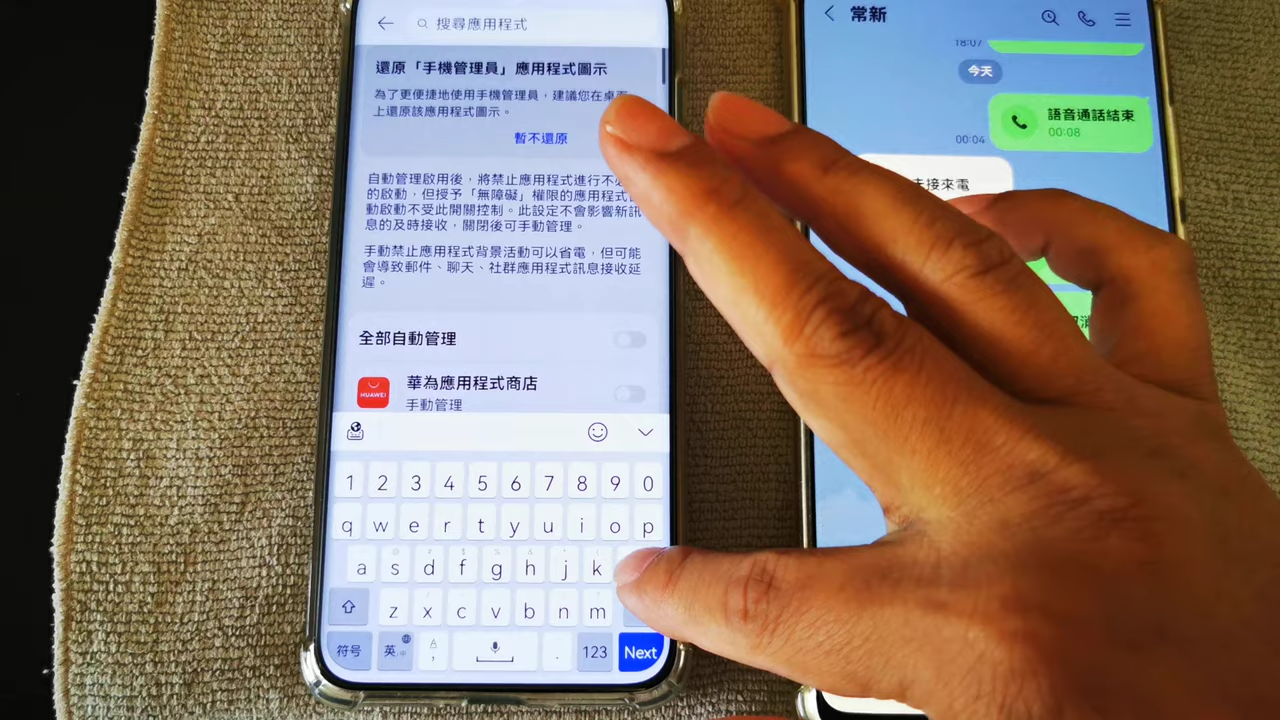 搜尋應用程式
還原「手機管理員」應用程式圖示
為了更便捷地使用手機管理員，建議您在桌面
上還原該應用程式圖示。
暫不還原
自動管理啟用後，將禁止應用程式進行不必
的啟動，但授予「無障礙」權限的應用程式
動啟動不受此開關控制。此設定不會影響新訊
息的及時接收，關閉後可手動管理。
手動禁止應用程式背景活動可以省電，但可能
會導致郵件、聊天、社群應用程式訊息接收延
遲。
全部自動管理
HUAWEI
華為應用程式商店
手動管理
1 2 3 4 5 6 7 8 9 0
q w e r t y u i o p
a s d f g h j k
z x c v b n m
符号 英 , . 123 Next
常新
18:07
今天
語音通話結束
00:08
00:04
未接來電
取消